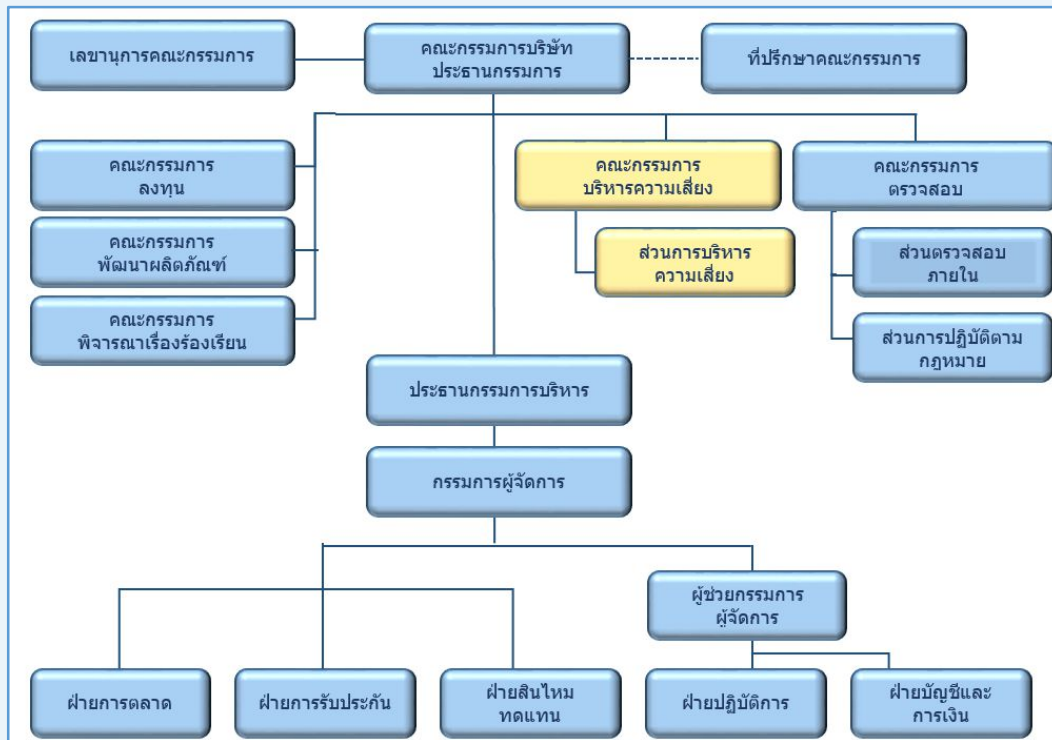 เลขานุการคณะกรรมการ
คณะกรรมการบริษัท
ประธานกรรมการ
ที่ปรึกษาคณะกรรมการ
คณะกรรมการ
ลงทุน
คณะกรรมการ
บริหารความเสี่ยง
คณะกรรมการ
ตรวจสอบ
คณะกรรมการ
พัฒนาผลิตภัณฑ์
ส่วนการบริหาร
ความเสี่ยง
ส่วนตรวจสอบ
ภายใน
คณะกรรมการ
พิจารณาเรื่องร้องเรียน
ส่วนการปฏิบัติตาม
กฎหมาย
ประธานกรรมการบริหาร
กรรมการผู้จัดการ
ผู้ช่วยกรรมการ
ผู้จัดการ
ฝ่ายการตลาด
ฝ่ายการรับประกัน
ฝ่ายสินไหม
ทดแทน
ฝ่ายปฏิบัติการ
ฝ่ายบัญชีและ
การเงิน